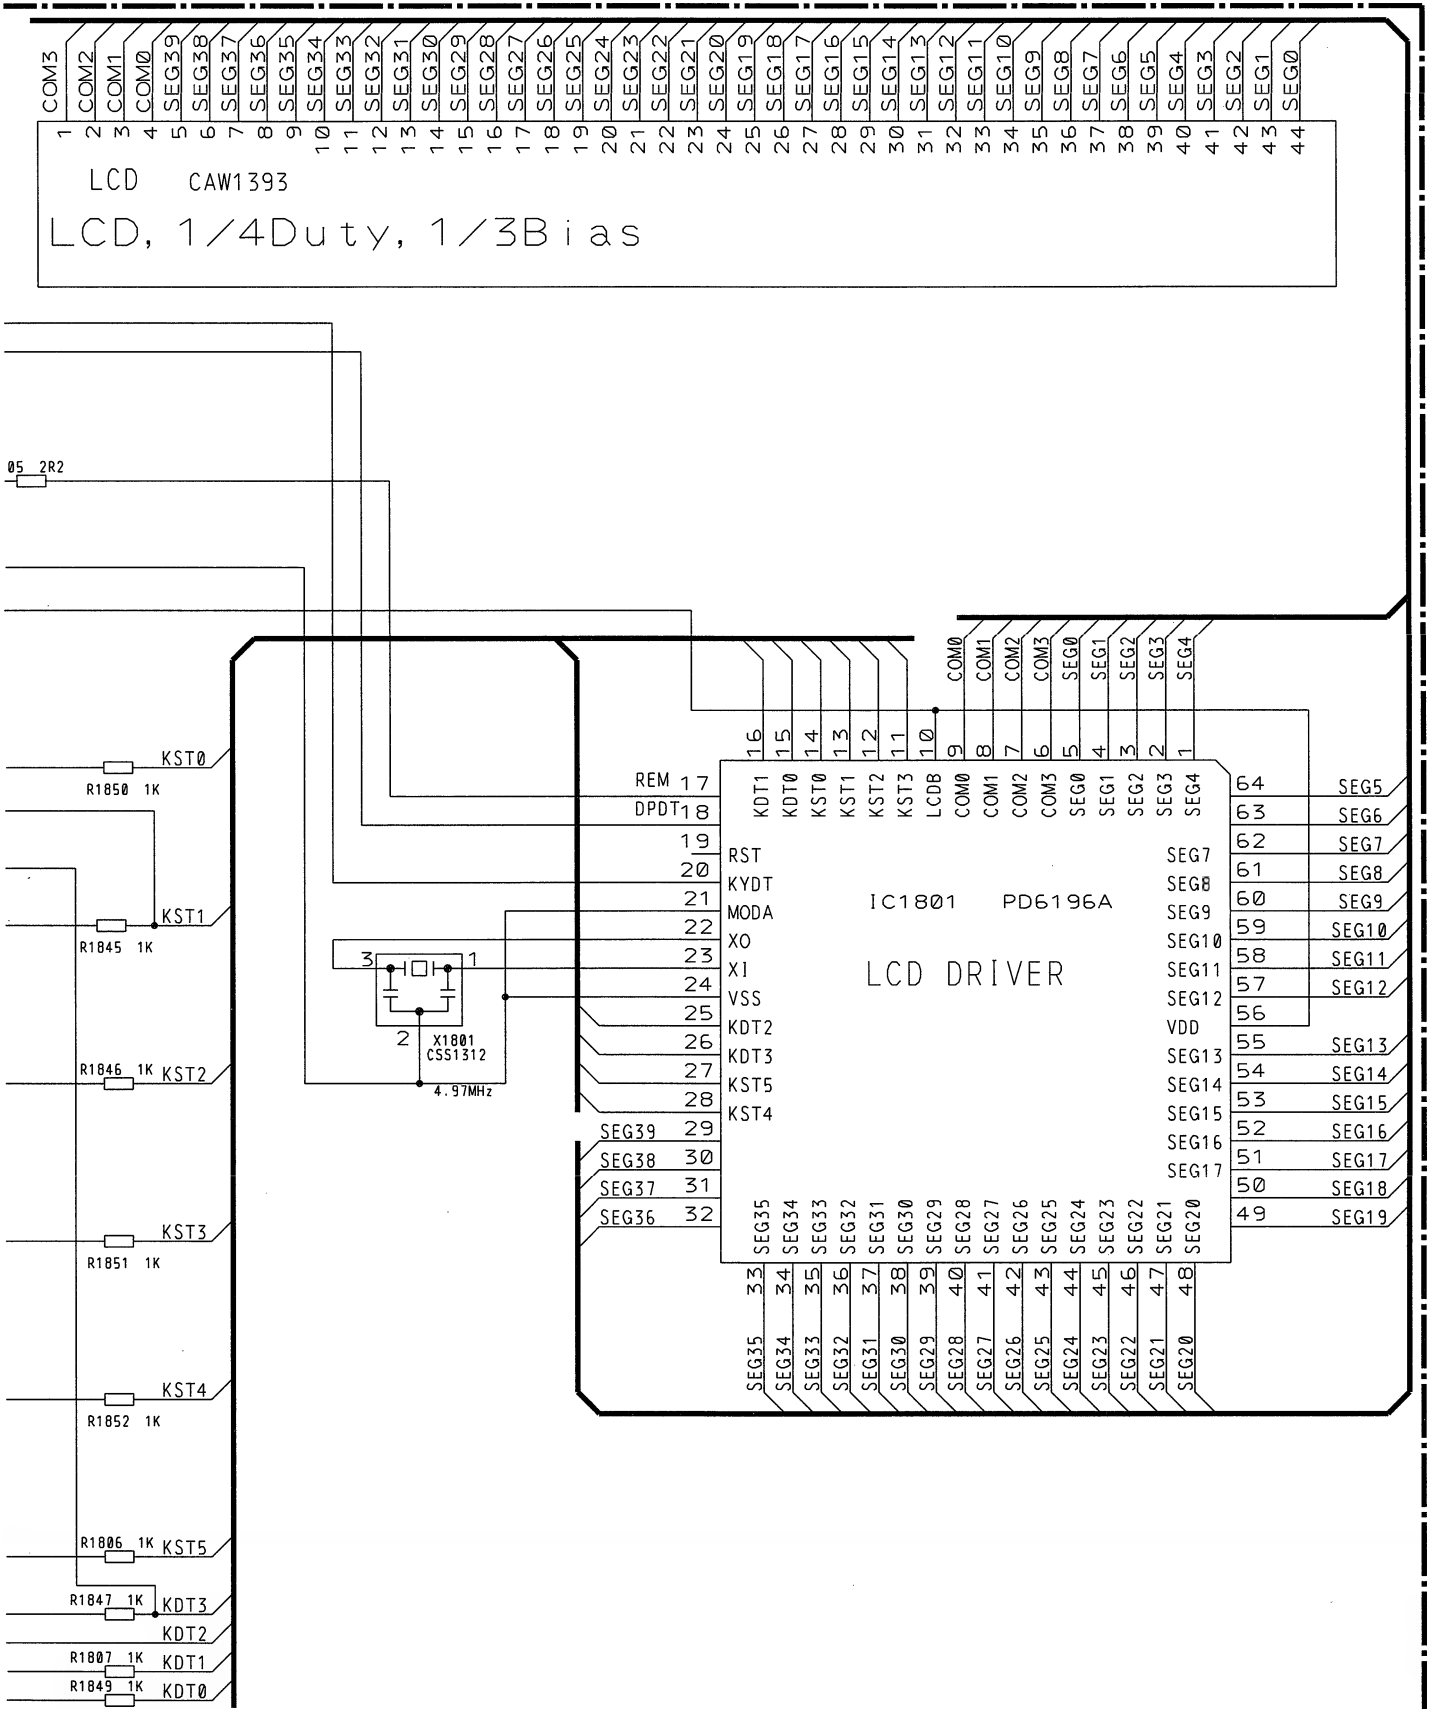 COM3 COM2 COM1 COM0 SEG39 SEG38 SEG37 SEG36 SEG35 SEG34 SEG33 SEG32 SEG31 SEG30 SEG29 SEG28 SEG27 SEG26 SEG25 SEG24 SEG23 SEG22 SEG21 SEG20 SEG19 SEG18 SEG17 SEG16 SEG15 SEG14 SEG13 SEG12 SEG11 SEG10 SEG9 SEG8 SEG7 SEG6 SEG5 SEG4 SEG3 SEG2 SEG1 SEG0
1 2 3 4 5 6 7 8 9 10 11 12 13 14 15 16 17 18 19 20 21 22 23 24 25 26 27 28 29 30 31 32 33 34 35 36 37 38 39 40 41 42 43 44
LCD CAW1393
LCD, 1/4Duty, 1/3Bias
05 2R2
COM0 COM1 COM2 COM3 SEG0 SEG1 SEG2 SEG3 SEG4
16 15 14 13 12 11 10 9 8 7 6 5 4 3 2 1
KDT1 KDT0 KST0 KST1 KST2 KST3 LCDB COM0 COM1 COM2 COM3 SEG0 SEG1 SEG2 SEG3 SEG4
KST0
R1850 1K
KST1
R1845 1K
R1846 1K KST2
KST3
R1851 1K
KST4
R1852 1K
R1806 1K KST5
R1847 1K KDT3
KDT2
R1807 1K KDT1
R1849 1K KDT0
3 1
2
X1801
CSS1312
4.97MHz
REM 17
DPDT 18
19 RST
20 KYDT
21 MODA
22 XO
23 XI
24 VSS
25 KDT2
26 KDT3
27 KST5
28 KST4
SEG39 29
SEG38 30
SEG37 31
SEG36 32
IC1801 PD6196A
LCD DRIVER
64 SEG5
63 SEG6
SEG7 62 SEG7
SEG8 61 SEG8
SEG9 60 SEG9
SEG10 59 SEG10
SEG11 58 SEG11
SEG12 57 SEG12
VDD 56
SEG13 55 SEG13
SEG14 54 SEG14
SEG15 53 SEG15
SEG16 52 SEG16
SEG17 51 SEG17
50 SEG18
49 SEG19
SEG35 SEG34 SEG33 SEG32 SEG31 SEG30 SEG29 SEG28 SEG27 SEG26 SEG25 SEG24 SEG23 SEG22 SEG21 SEG20
33 34 35 36 37 38 39 40 41 42 43 44 45 46 47 48
SEG35 SEG34 SEG33 SEG32 SEG31 SEG30 SEG29 SEG28 SEG27 SEG26 SEG25 SEG24 SEG23 SEG22 SEG21 SEG20